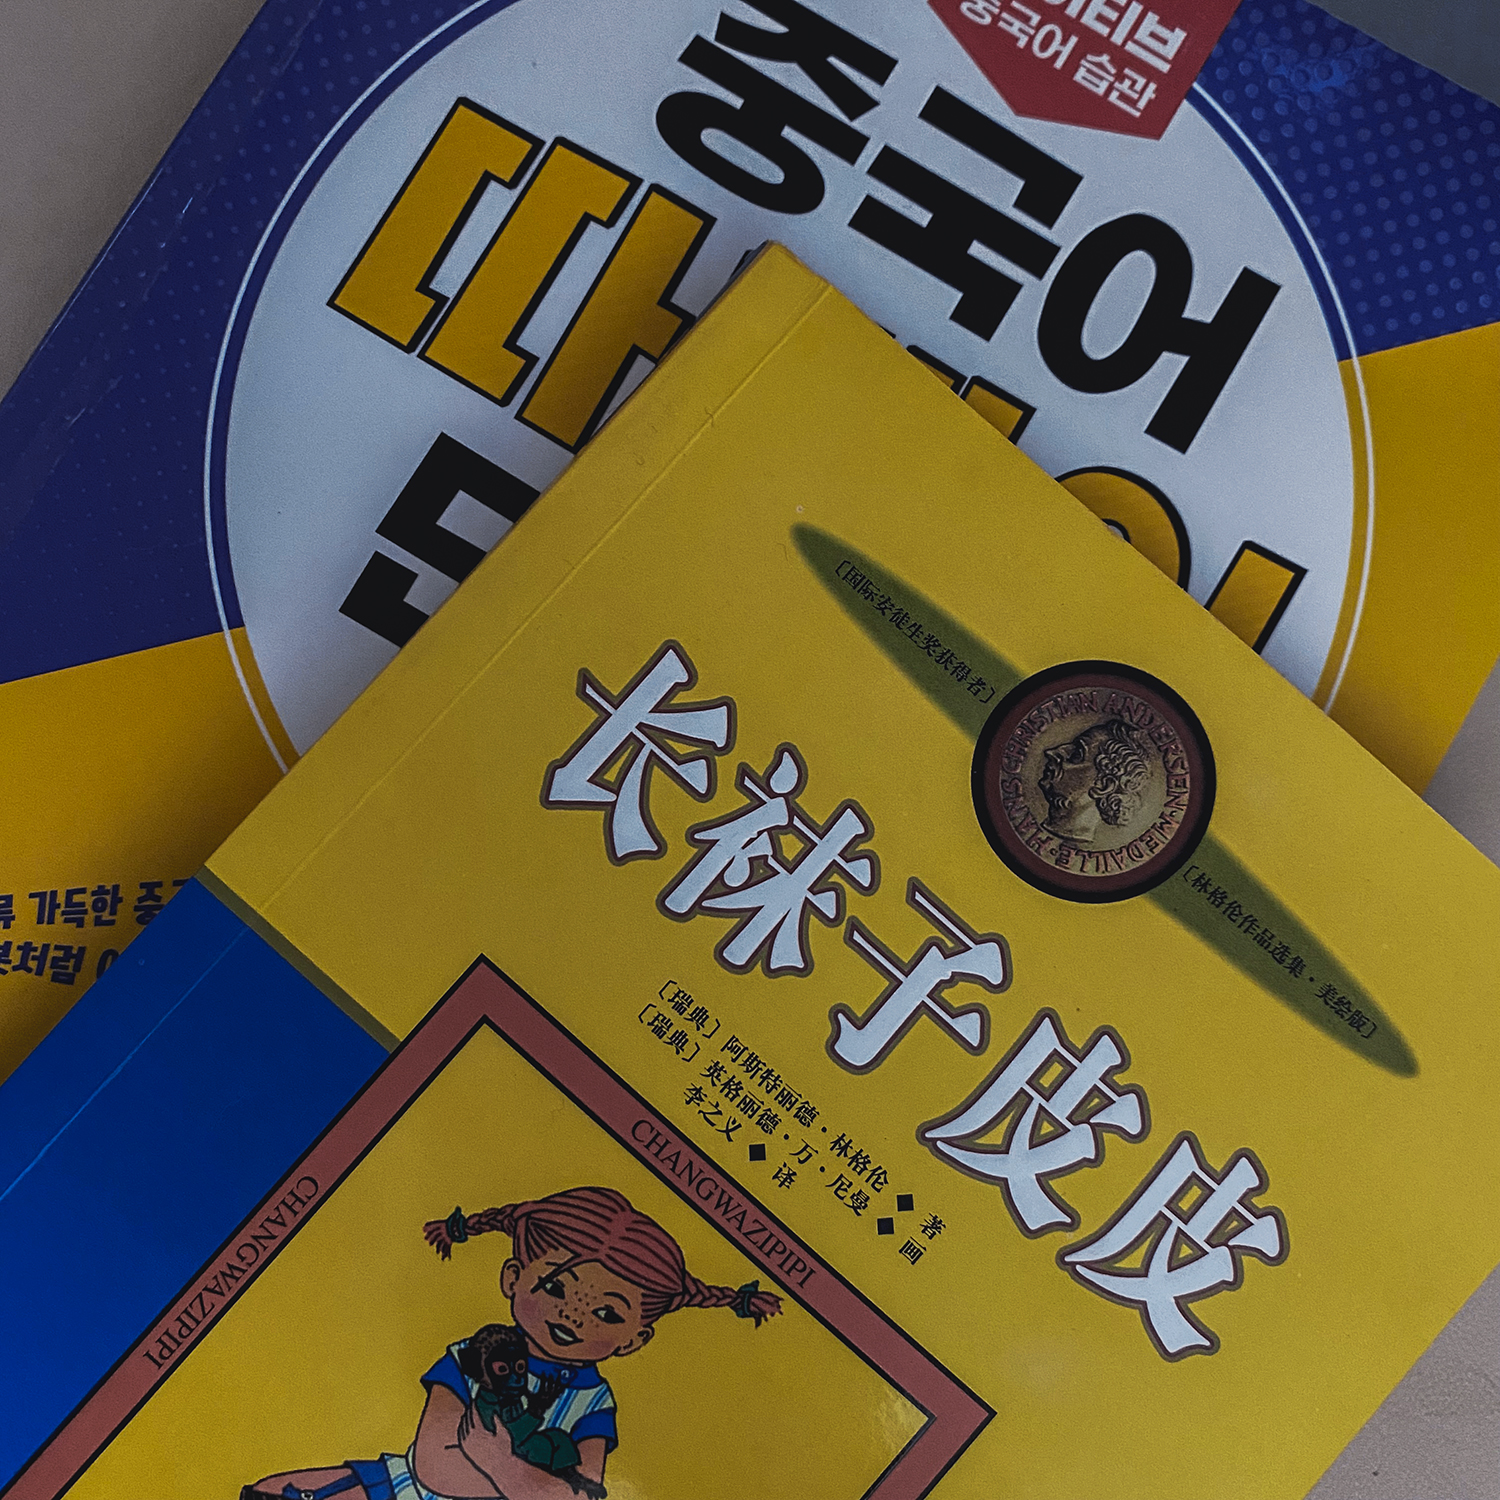 중국어 습관
중국어
[国际安徒生奖获得者]
HANS CHRISTIAN ANDERSEN MEDAILLE
[林格伦作品选集·美绘版]
长袜子皮皮
[瑞典] 阿斯特丽德·林格伦◆著
[瑞典] 英格丽德·万·尼曼◆画
李之义◆译
CHANGWAZIPIPI
CHANGWAZIPIPI
가득한